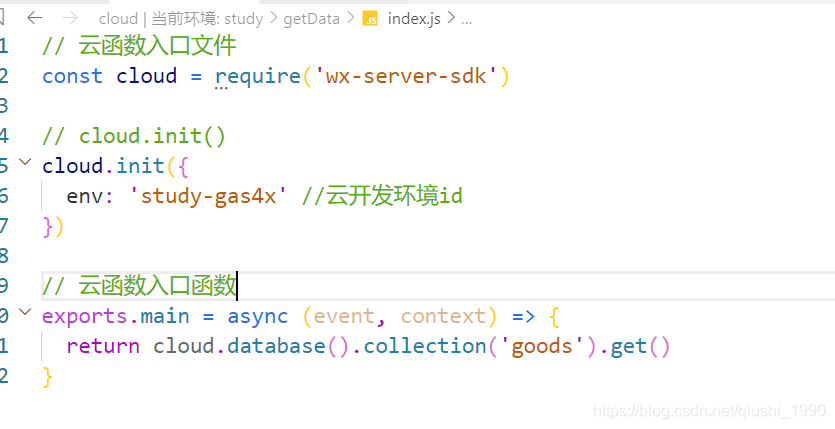 cloud | 当前环境: study > getData > JS index.js > ...
1 // 云函数入口文件
2 const cloud = require('wx-server-sdk')
3
4 // cloud.init()
5 cloud.init({
6 env: 'study-gas4x' //云开发环境id
7 })
8
9 // 云函数入口函数
0 exports.main = async (event, context) => {
1 return cloud.database().collection('goods').get()
2 }
https://blog.csdn.net/qiushi_1990